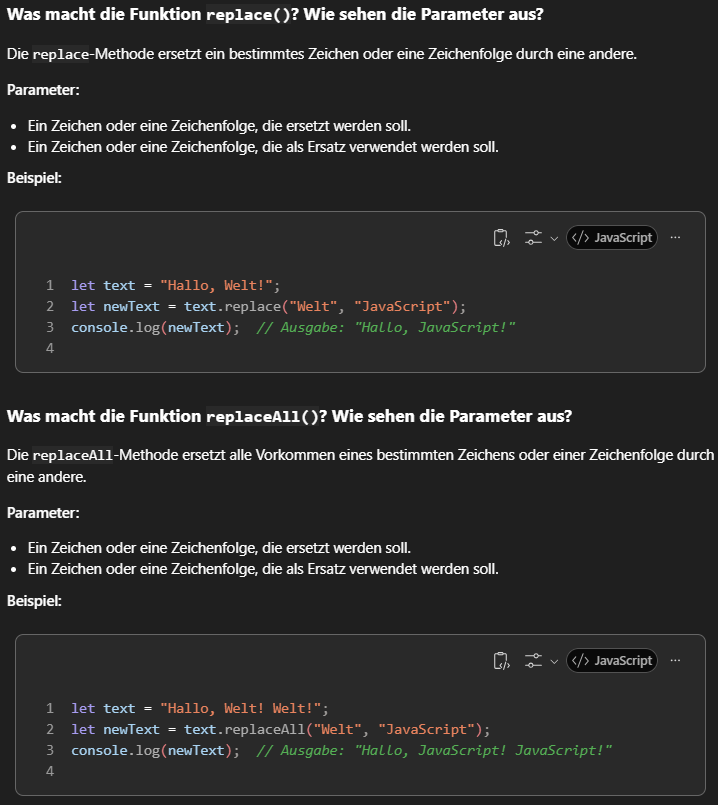 Was macht die Funktion replace()? Wie sehen die Parameter aus?
Die replace-Methode ersetzt ein bestimmtes Zeichen oder eine Zeichenfolge durch eine andere.
Parameter:
• Ein Zeichen oder eine Zeichenfolge, die ersetzt werden soll.
• Ein Zeichen oder eine Zeichenfolge, die als Ersatz verwendet werden soll.
Beispiel:
</> JavaScript ...
1 let text = "Hallo, Welt!";
2 let newText = text.replace("Welt", "JavaScript");
3 console.log(newText);  // Ausgabe: "Hallo, JavaScript!"
4
Was macht die Funktion replaceAll()? Wie sehen die Parameter aus?
Die replaceAll-Methode ersetzt alle Vorkommen eines bestimmten Zeichens oder einer Zeichenfolge durch
eine andere.
Parameter:
• Ein Zeichen oder eine Zeichenfolge, die ersetzt werden soll.
• Ein Zeichen oder eine Zeichenfolge, die als Ersatz verwendet werden soll.
Beispiel:
</> JavaScript ...
1 let text = "Hallo, Welt! Welt!";
2 let newText = text.replaceAll("Welt", "JavaScript");
3 console.log(newText);  // Ausgabe: "Hallo, JavaScript! JavaScript!"
4